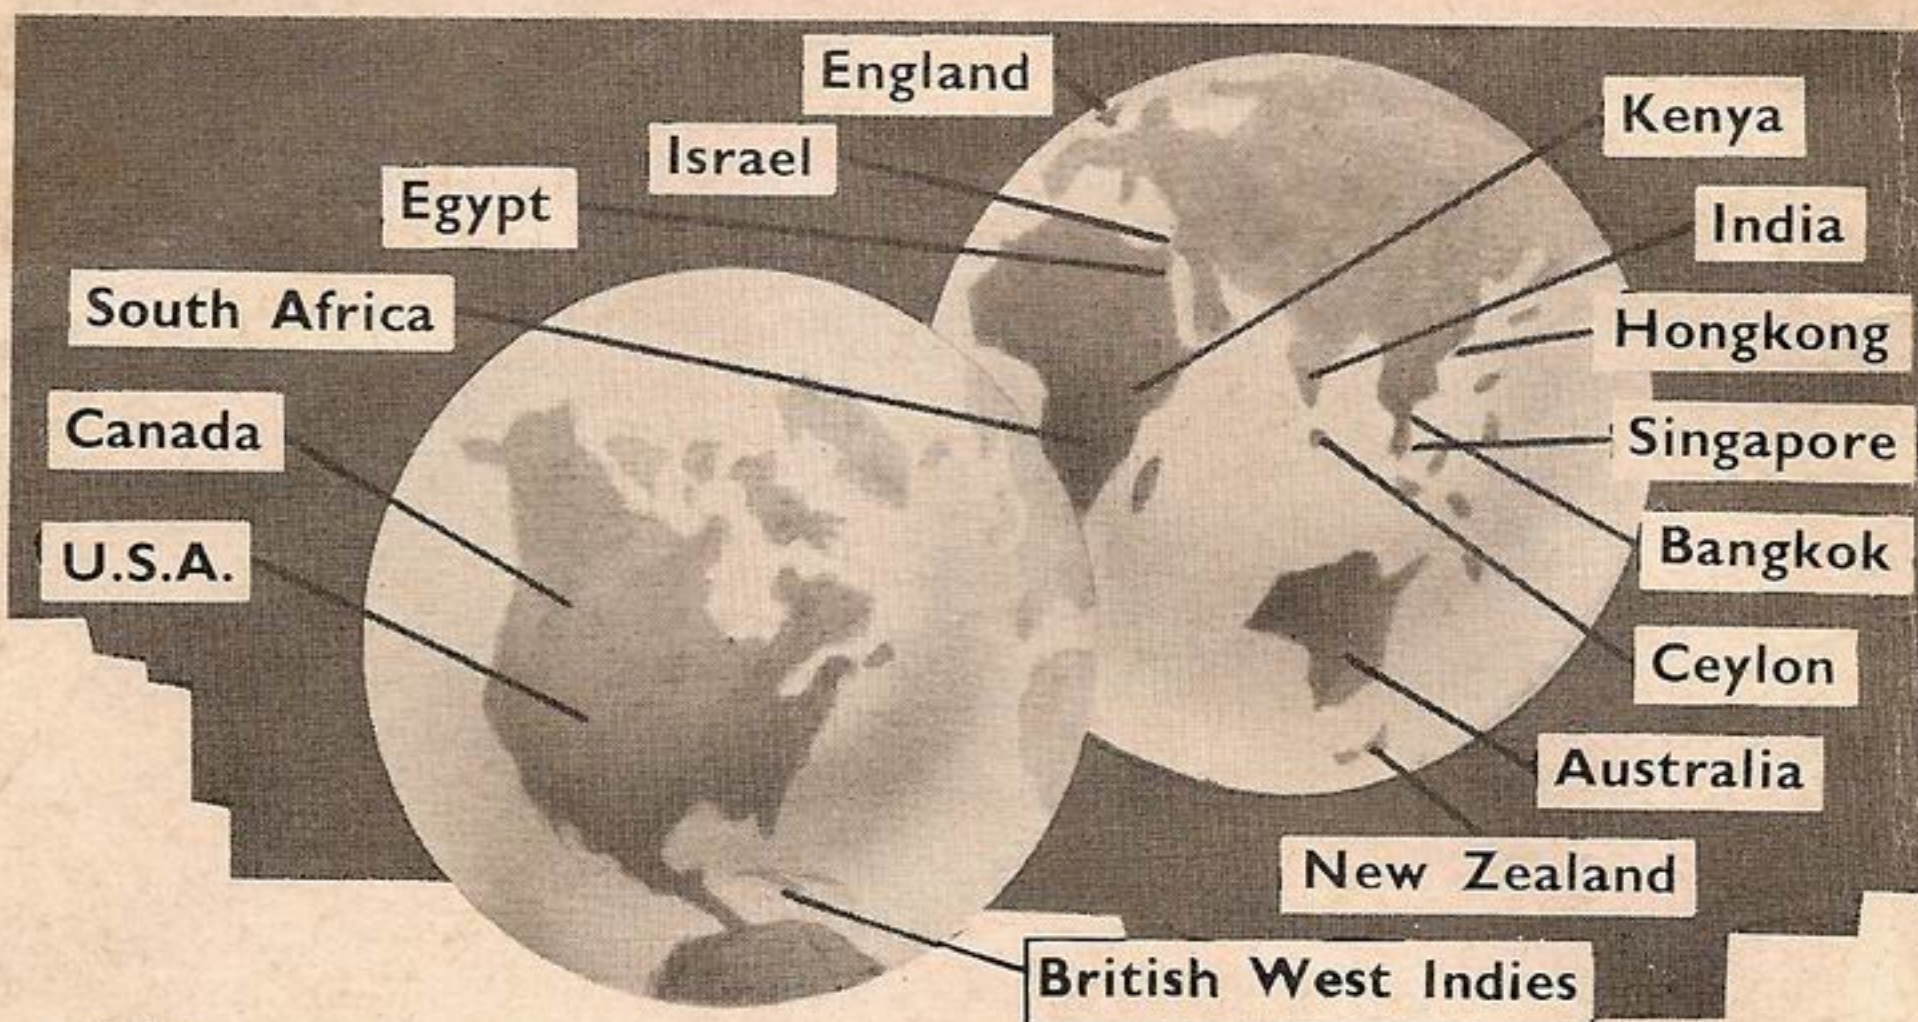 England
Israel
Egypt
South Africa
Canada
U.S.A.
Kenya
India
Hongkong
Singapore
Bangkok
Ceylon
Australia
New Zealand
British West Indies